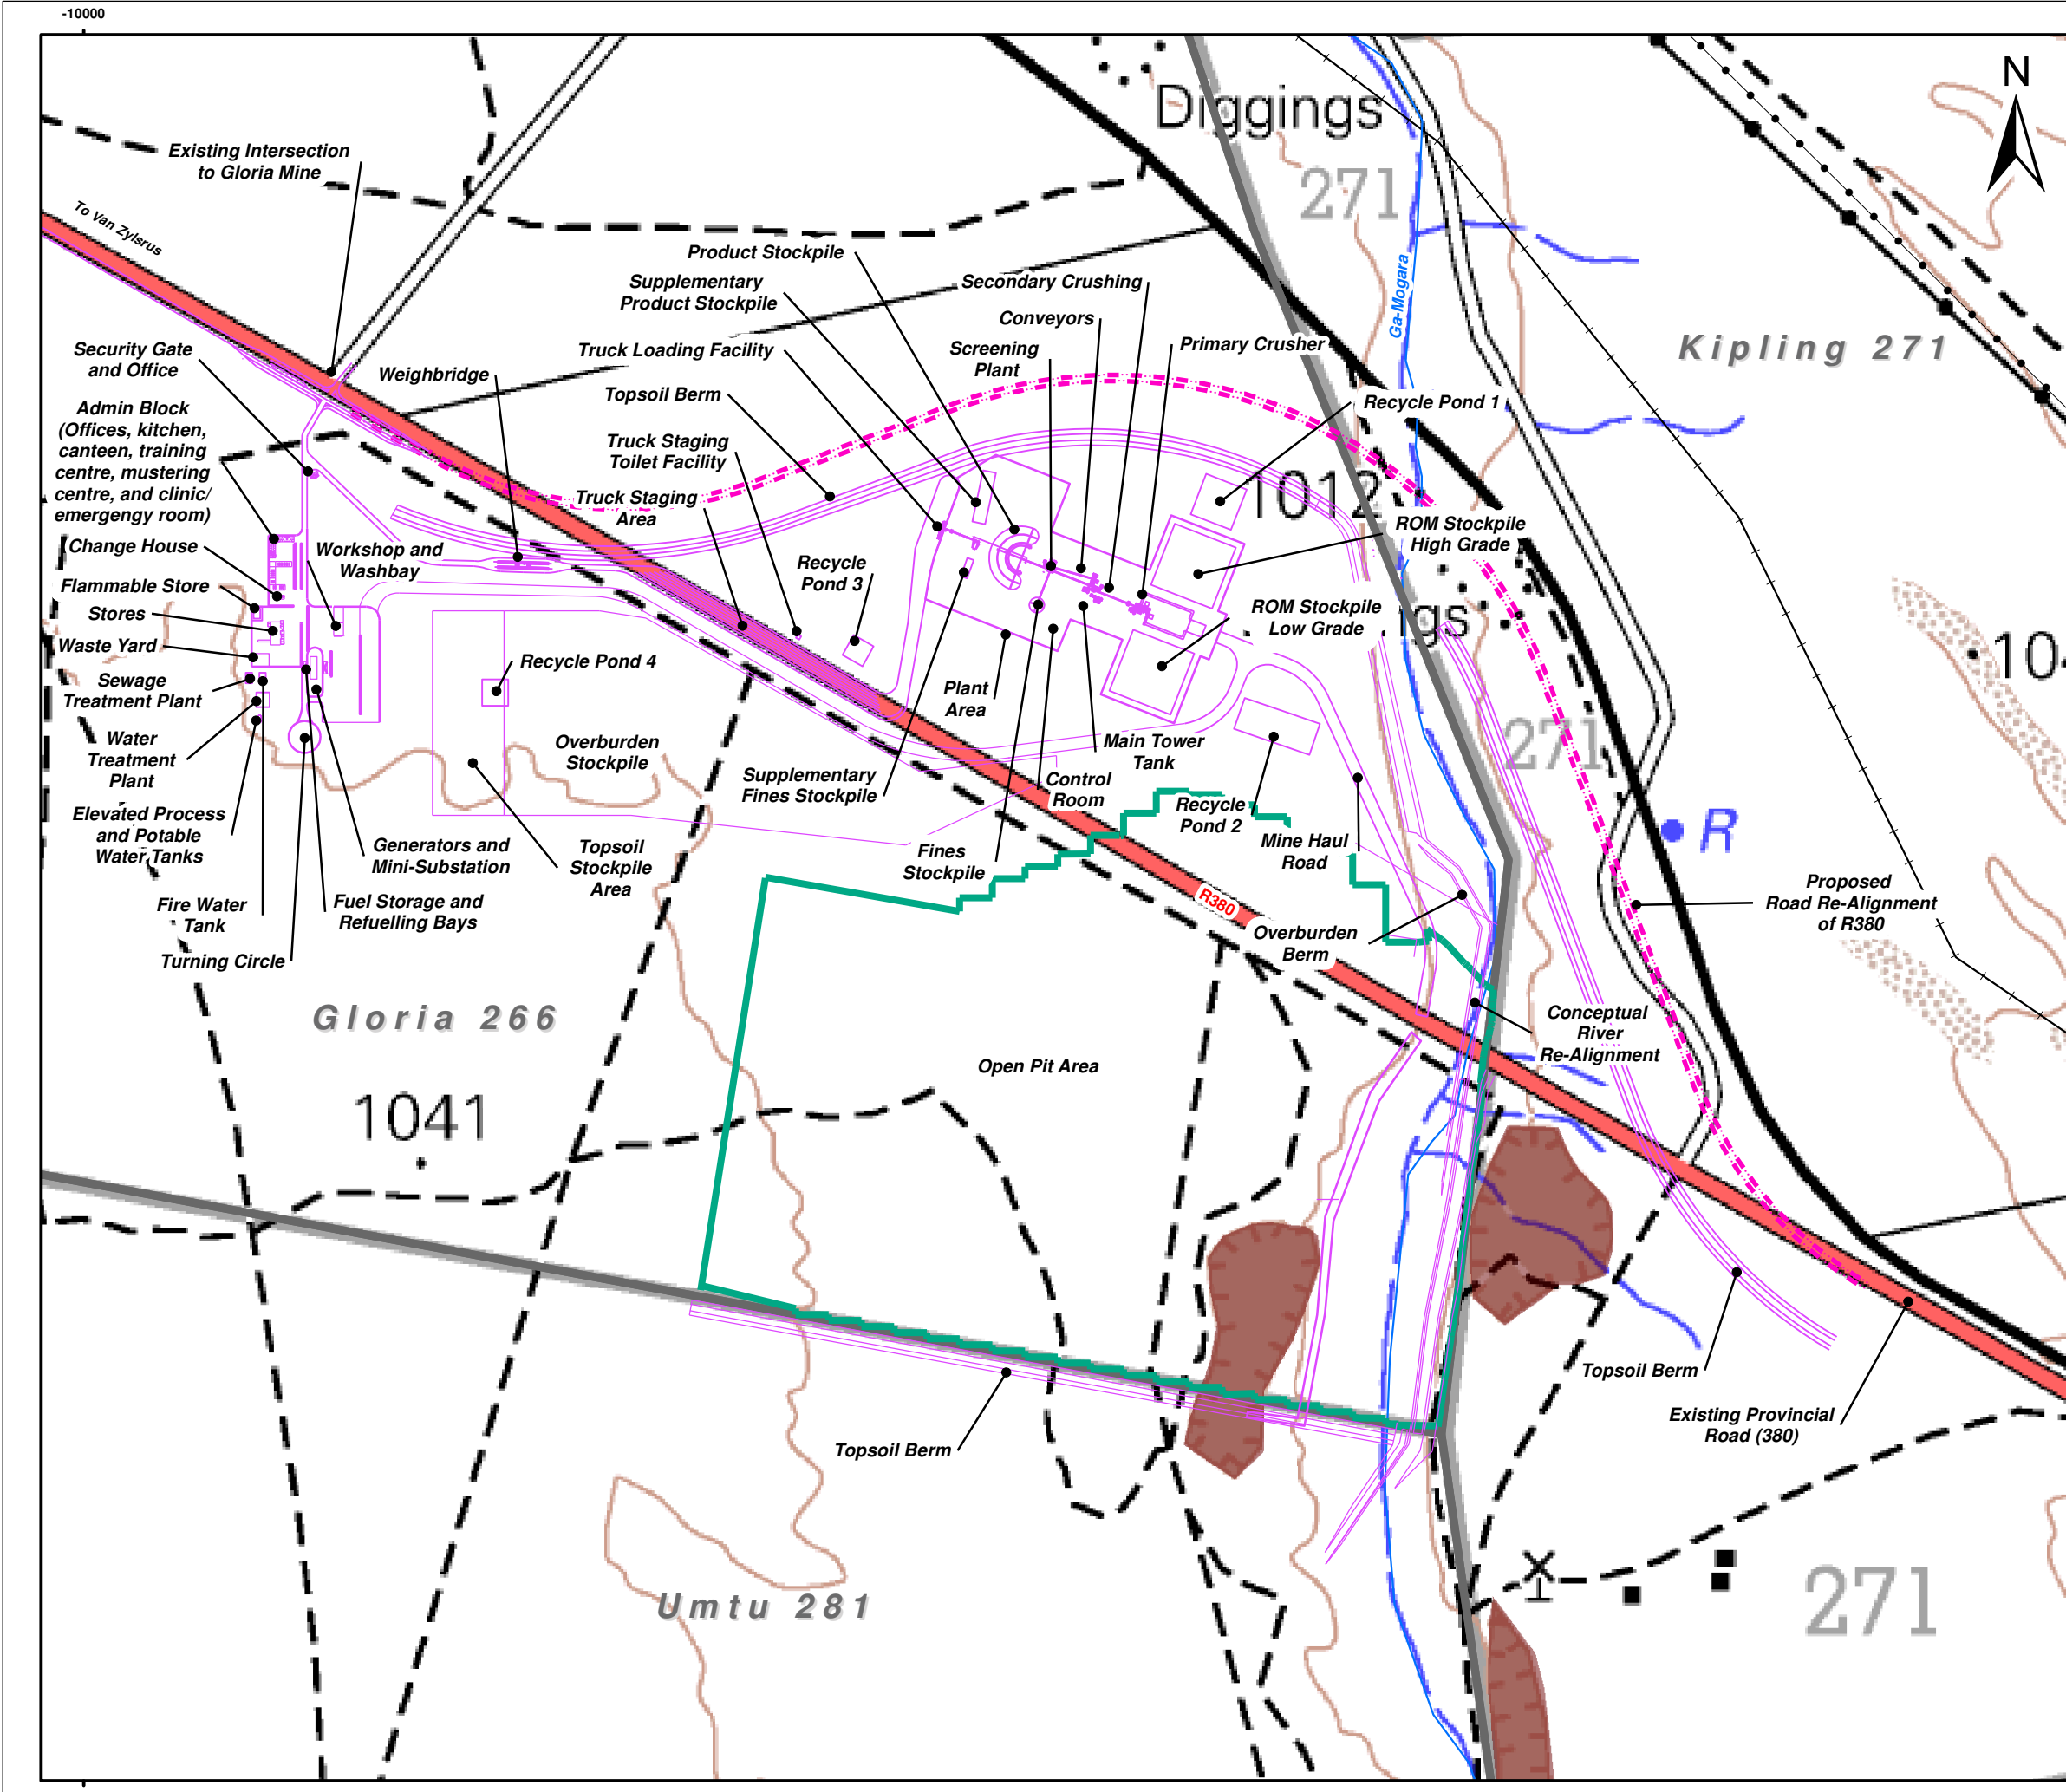 -10000
N
Diggings
271
Existing Intersection
to Gloria Mine
To Van Zylsrus
Product Stockpile
Supplementary
Product Stockpile
Secondary Crushing
Conveyors
Ga-Mogara
Kipling 271
Security Gate
and Office
Weighbridge
Truck Loading Facility
Screening
Plant
Primary Crusher
Topsoil Berm
Recycle Pond 1
Admin Block
(Offices, kitchen,
canteen, training
centre, mustering
centre, and clinic/
emergengy room)
Truck Staging
Toilet Facility
Truck Staging
Area
1012
ROM Stockpile
High Grade
Change House
Workshop and
Washbay
Recycle
Pond 3
Flammable Store
Stores
ROM Stockpile
Low Grade
gs
Waste Yard
Recycle Pond 4
104
Sewage
Treatment Plant
Plant
Area
271
Water
Treatment
Plant
Overburden
Stockpile
Main Tower
Tank
Supplementary
Fines Stockpile
Control
Room
Recycle
Pond 2
Elevated Process
and Potable
Water Tanks
Mine Haul
Road
R
Generators and
Mini-Substation
Topsoil
Stockpile
Area
Fines
Stockpile
Proposed
Road Re-Alignment
of R380
Fire Water
Tank
Fuel Storage and
Refuelling Bays
R380
Overburden
Berm
Turning Circle
Gloria 266
Conceptual
River
Re-Alignment
Open Pit Area
1041
Topsoil Berm
Existing Provincial
Road (380)
Topsoil Berm
Umtu 281
271